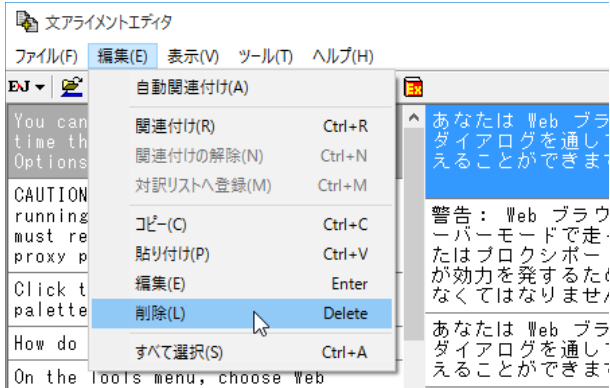 文アライメントエディタ
ファイル(F) 編集(E) 表示(V) ツール(T) ヘルプ(H)
EJ
自動関連付け(A)
関連付け(R) Ctrl+R
関連付けの解除(N) Ctrl+N
対訳リストへ登録(M) Ctrl+M
コピー(C) Ctrl+C
貼り付け(P) Ctrl+V
編集(E) Enter
削除(L) Delete
すべて選択(S) Ctrl+A
You can
time th
Options
CAUTION
running
must re
proxy p
Click t
palette
How do
On the Tools menu, choose Web
あなたは Web ブラ
ダイアログを通し
えることができま
警告： Web ブラウ
ーバーモードで走
たはプロクシポー
が効力を発するため
なくてはなりません
あなたは Web ブラ
ダイアログを通し
えることができま